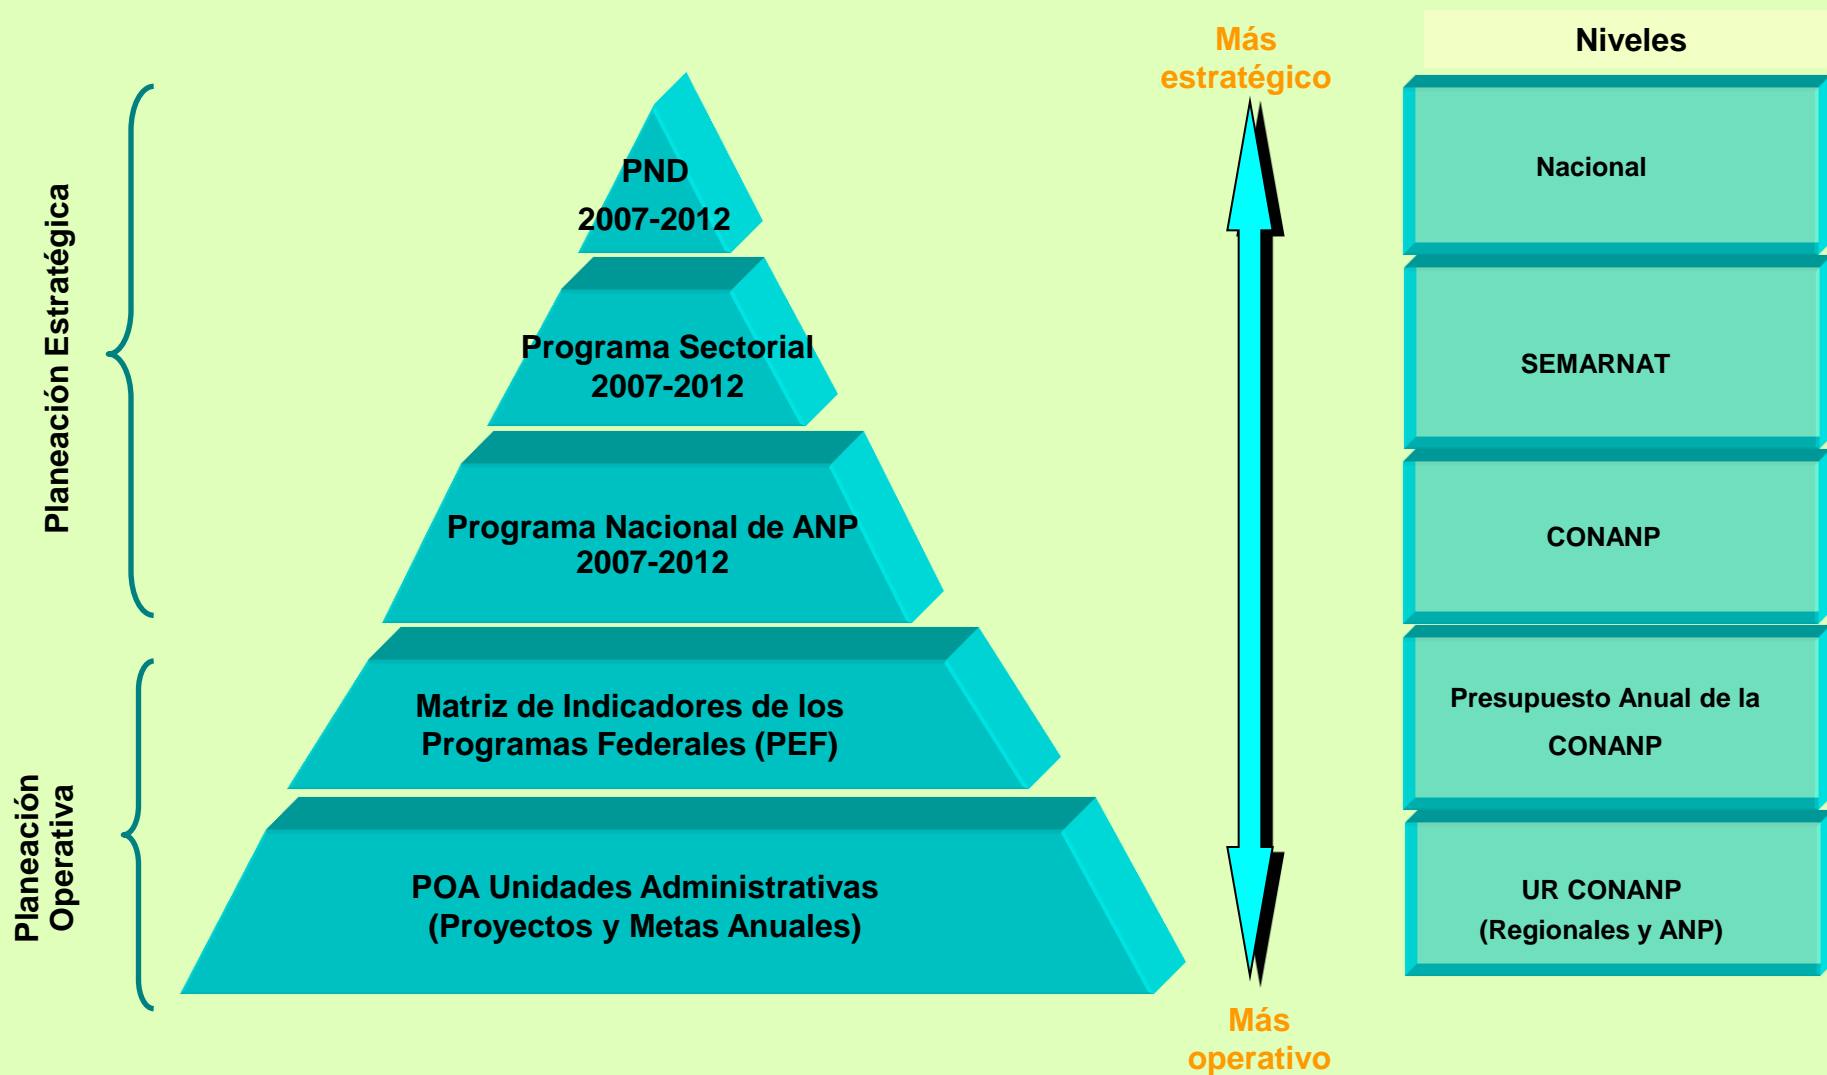 Planeación Estratégica
Planeación
Operativa
PND
2007-2012
Programa Sectorial
2007-2012
Programa Nacional de ANP
2007-2012
Matriz de Indicadores de los
Programas Federales (PEF)
POA Unidades Administrativas
(Proyectos y Metas Anuales)
Más
estratégico
Más
operativo
Niveles
Nacional
SEMARNAT
CONANP
Presupuesto Anual de la
CONANP
UR CONANP
(Regionales y ANP)